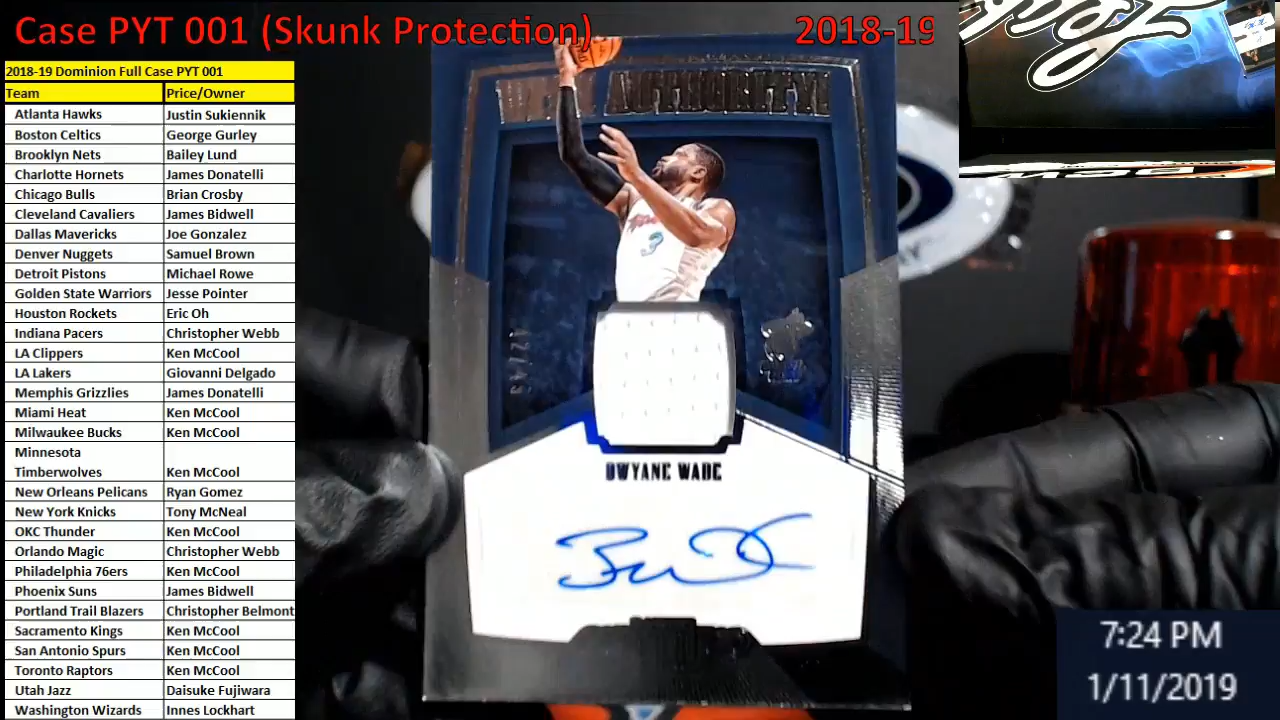 Case PYT 001 (Skunk Protection)
2018-19
2018-19 Dominion Full Case PYT 001
Team Price/Owner
Atlanta Hawks Justin Sukiennik
Boston Celtics George Gurley
Brooklyn Nets Bailey Lund
Charlotte Hornets James Donatelli
Chicago Bulls Brian Crosby
Cleveland Cavaliers James Bidwell
Dallas Mavericks Joe Gonzalez
Denver Nuggets Samuel Brown
Detroit Pistons Michael Rowe
Golden State Warriors Jesse Pointer
Houston Rockets Eric Oh
Indiana Pacers Christopher Webb
LA Clippers Ken McCool
LA Lakers Giovanni Delgado
Memphis Grizzlies James Donatelli
Miami Heat Ken McCool
Milwaukee Bucks Ken McCool
Minnesota
Timberwolves Ken McCool
New Orleans Pelicans Ryan Gomez
New York Knicks Tony McNeal
OKC Thunder Ken McCool
Orlando Magic Christopher Webb
Philadelphia 76ers Ken McCool
Phoenix Suns James Bidwell
Portland Trail Blazers Christopher Belmont
Sacramento Kings Ken McCool
San Antonio Spurs Ken McCool
Toronto Raptors Ken McCool
Utah Jazz Daisuke Fujiwara
Washington Wizards Innes Lockhart
AUTHORITY
3
DWYANE WADE
7:24 PM
1/11/2019